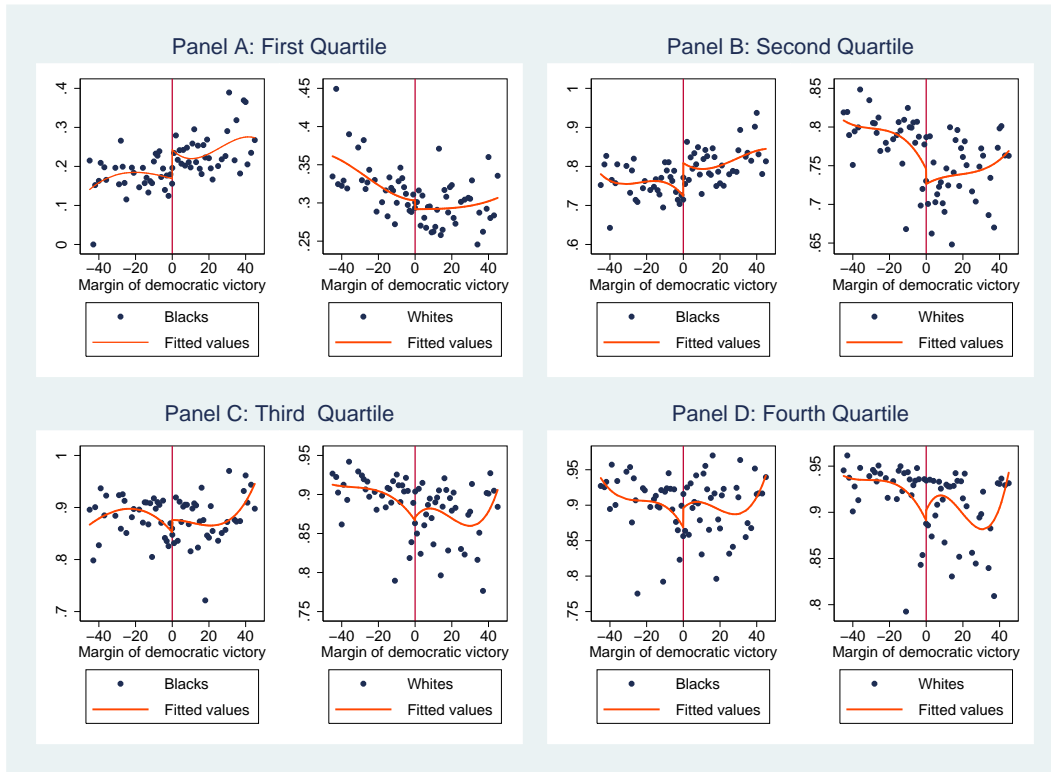 Panel A: First Quartile
.4
.3
.2
.1
0
−40 −20 0 20 40
Margin of democratic victory
Blacks
Fitted values
.45
.4
.35
.3
.25
−40 −20 0 20 40
Margin of democratic victory
Whites
Fitted values
Panel B: Second Quartile
1
.9
.8
.7
.6
−40 −20 0 20 40
Margin of democratic victory
Blacks
Fitted values
.85
.8
.75
.7
.65
−40 −20 0 20 40
Margin of democratic victory
Whites
Fitted values
Panel C: Third  Quartile
1
.9
.8
.7
−40 −20 0 20 40
Margin of democratic victory
Blacks
Fitted values
.95
.9
.85
.8
.75
−40 −20 0 20 40
Margin of democratic victory
Whites
Fitted values
Panel D: Fourth Quartile
.95
.9
.85
.8
.75
−40 −20 0 20 40
Margin of democratic victory
Blacks
Fitted values
.95
.9
.85
.8
−40 −20 0 20 40
Margin of democratic victory
Whites
Fitted values